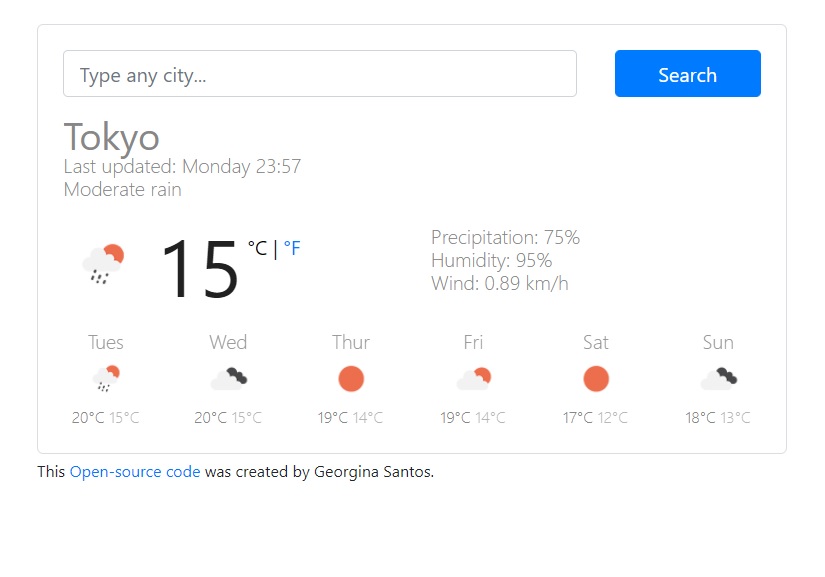 Type any city...
Search
Tokyo
Last updated: Monday 23:57
Moderate rain
15 °C | °F
Precipitation: 75%
Humidity: 95%
Wind: 0.89 km/h
Tues Wed Thur Fri Sat Sun
20°C 15°C 20°C 15°C 19°C 14°C 19°C 14°C 17°C 12°C 18°C 13°C
This Open-source code was created by Georgina Santos.